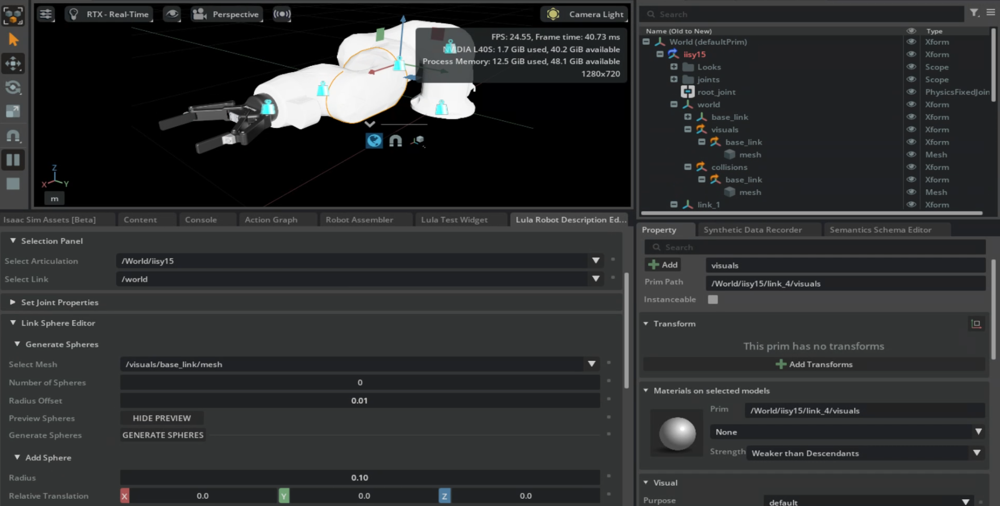 RTX - Real-Time
Perspective
Camera Light
FPS: 24.55, Frame time: 40.73 ms
NVIDIA L40S: 1.7 GiB used, 40.2 GiB available
Process Memory: 12.5 GiB used, 48.1 GiB available
1280x720
Z
X
Y
m
Search
Name (Old to New) Type
World (defaultPrim) Xform
iisy15 Xform
Looks Scope
joints Scope
root_joint PhysicsFixedJoin
world Xform
base_link Xform
visuals Xform
base_link Xform
mesh Mesh
collisions Xform
base_link Xform
mesh Mesh
link_1 Xform
Isaac Sim Assets [Beta] Content Console Action Graph Robot Assembler Lula Test Widget Lula Robot Description Ed...
Selection Panel
Select Articulation /World/iisy15
Select Link /world
Set Joint Properties
Link Sphere Editor
Generate Spheres
Select Mesh /visuals/base_link/mesh
Number of Spheres 0
Radius Offset 0.01
Preview Spheres HIDE PREVIEW
Generate Spheres GENERATE SPHERES
Add Sphere
Radius 0.10
Relative Translation X 0.0 Y 0.0 Z 0.0
Property Synthetic Data Recorder Semantics Schema Editor
Search
Add visuals
Prim Path /World/iisy15/link_4/visuals
Instanceable
Transform
This prim has no transforms
Add Transforms
Materials on selected models
Prim /World/iisy15/link_4/visuals
None
Strength Weaker than Descendants
Visual
Purpose default